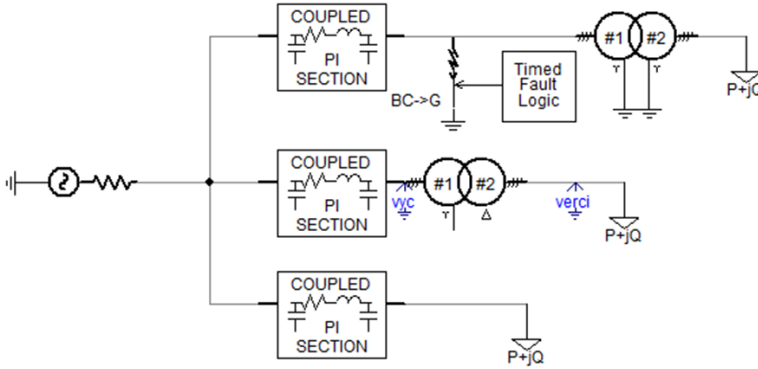 COUPLED
PI
SECTION
BC->G
Timed
Fault
Logic
#1
#2
Y
Y
P+jQ
COUPLED
PI
SECTION
vyc
#1
#2
Y
Δ
verci
P+jQ
COUPLED
PI
SECTION
P+jQ